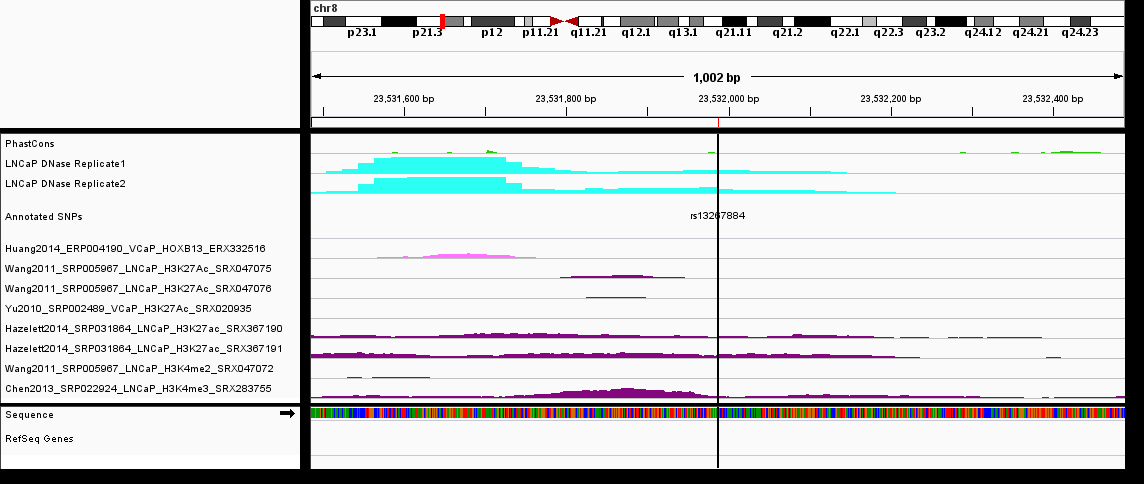 chr8
p23.1 p21.3 p12 p11.21 q11.21 q12.1 q13.1 q21.11 q21.2 q22.1 q22.3 q23.2 q24.12 q24.21 q24.23
1,002 bp
23,531,600 bp 23,531,800 bp 23,532,000 bp 23,532,200 bp 23,532,400 bp
PhastCons
LNCaP DNase Replicate1
LNCaP DNase Replicate2
Annotated SNPs
rs13267884
Huang2014_ERP004190_VCaP_HOXB13_ERX332516
Wang2011_SRP005967_LNCaP_H3K27Ac_SRX047075
Wang2011_SRP005967_LNCaP_H3K27Ac_SRX047076
Yu2010_SRP002489_VCaP_H3K27Ac_SRX020935
Hazelett2014_SRP031864_LNCaP_H3K27ac_SRX367190
Hazelett2014_SRP031864_LNCaP_H3K27ac_SRX367191
Wang2011_SRP005967_LNCaP_H3K4me2_SRX047072
Chen2013_SRP022924_LNCaP_H3K4me3_SRX283755
Sequence
RefSeq Genes